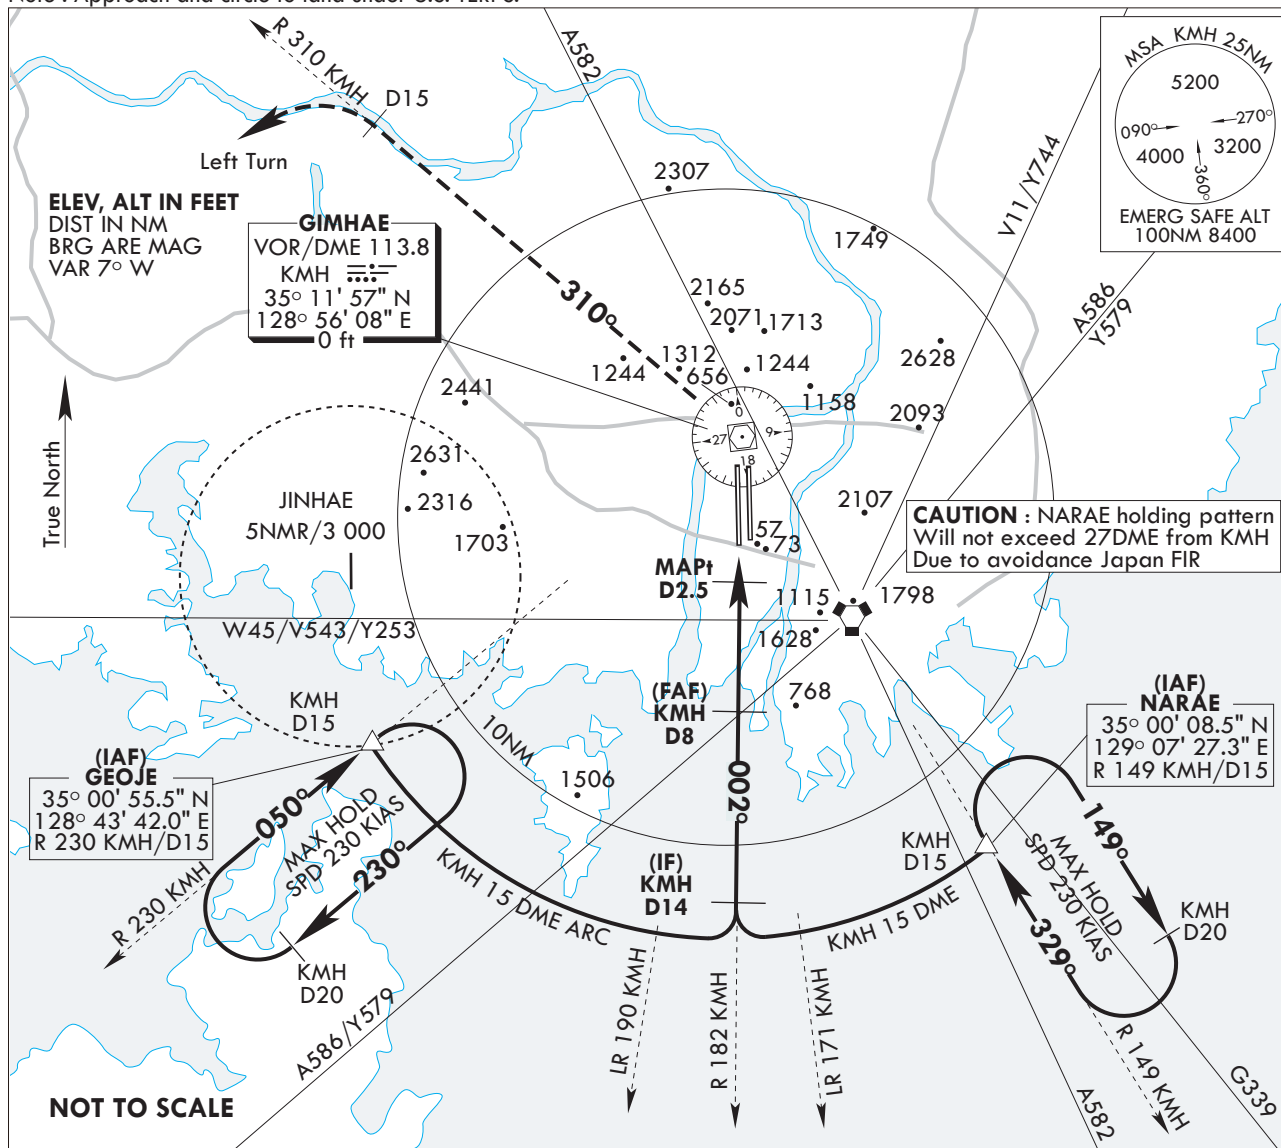 R 310 KMH
D15
Left Turn
A582
MSA KMH 25NM
5200
090°
270°
4000
3200
360°
EMERG SAFE ALT
100NM 8400
V11/Y744
A586
Y579
ELEV, ALT IN FEET
DIST IN NM
BRG ARE MAG
VAR 7° W
GIMHAE
VOR/DME 113.8
KMH
35° 11' 57" N
128° 56' 08" E
0 ft
310°
2307
1749
2165
2071
1713
2628
1312
1244
656
1244
1158
2093
2441
0
9
18
27
True North
2631
2316
1703
JINHAE
5NMR/3 000
57
73
2107
CAUTION : NARAE holding pattern
Will not exceed 27DME from KMH
Due to avoidance Japan FIR
MAPt
D2.5
1115
1798
1628
W45/V543/Y253
768
(FAF)
KMH
D8
002°
10NM
1506
KMH
D15
(IAF)
GEOJE
35° 00' 55.5" N
128° 43' 42.0" E
R 230 KMH/D15
050°
MAX HOLD
SPD 230 KIAS
230°
R 230 KMH
KMH
D20
KMH 15 DME ARC
(IF)
KMH
D14
KMH 15 DME
(IAF)
NARAE
35° 00' 08.5" N
129° 07' 27.3" E
R 149 KMH/D15
KMH
D15
149°
MAX HOLD
SPD 230 KIAS
329°
KMH
D20
R 149 KMH
G339
A582
A586/Y579
LR 190 KMH
R 182 KMH
LR 171 KMH
NOT TO SCALE